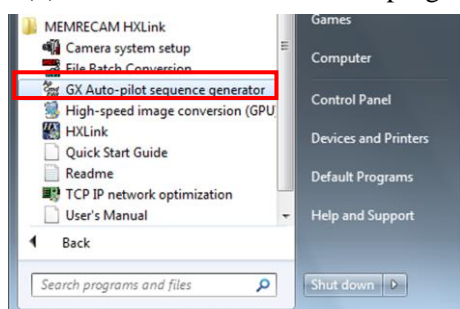 MEMRECAM HXLink
Camera system setup
File Batch Conversion
GX Auto-pilot sequence generator
High-speed image conversion (GPU
HXLink
Quick Start Guide
Readme
TCP IP network optimization
User's Manual
Back
Search programs and files
Games
Computer
Control Panel
Devices and Printers
Default Programs
Help and Support
Shut down